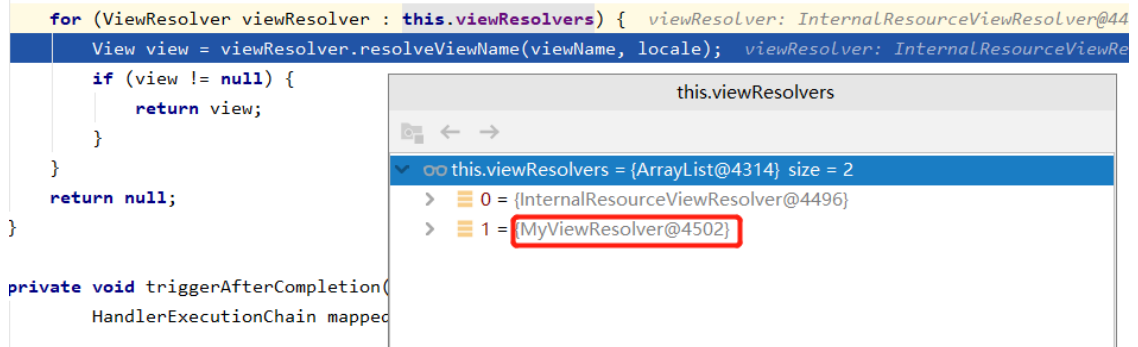 for (ViewResolver viewResolver : this.viewResolvers) { viewResolver: InternalResourceViewResolver@44
View view = viewResolver.resolveViewName(viewName, locale); viewResolver: InternalResourceViewRe
if (view != null) {
return view;
}
}
return null;
}
private void triggerAfterCompletion(
HandlerExecutionChain mapped
this.viewResolvers
this.viewResolvers = {ArrayList@4314} size = 2
0 = {InternalResourceViewResolver@4496}
1 = {MyViewResolver@4502}